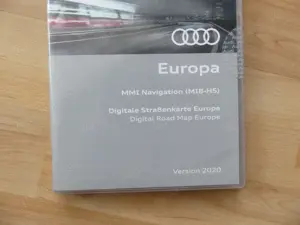 Europa
MMI Navigation (MIB-HS)
Digitale Straßenkarte Europa
Digital Road Map Europe
Version 2020